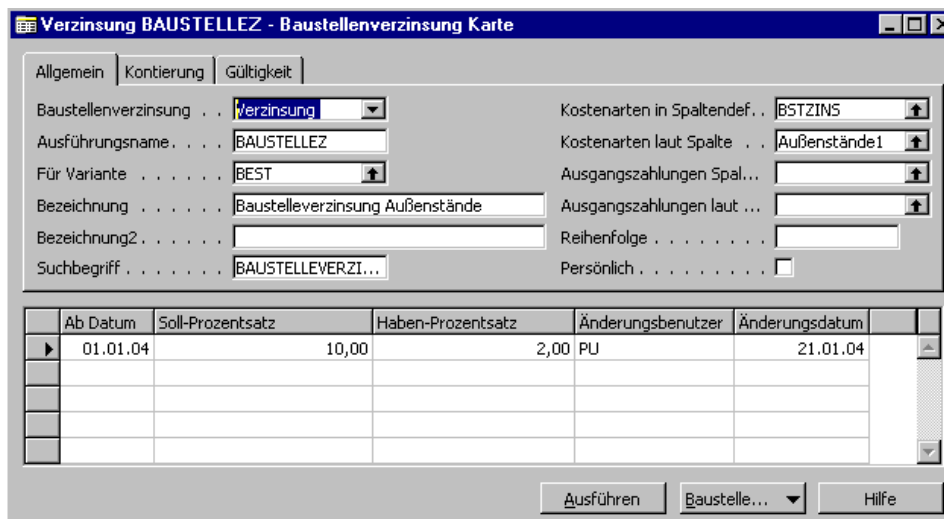 Verzinsung BAUSTELLEZ - Baustellenverzinsung Karte
Allgemein Kontierung Gültigkeit
Baustellenverzinsung . . Verzinsung Kostenarten in Spaltendef. . BSTZINS
Ausführungsname. . . . BAUSTELLEZ Kostenarten laut Spalte . . Außenstände1
Für Variante . . . . . . BEST Ausgangszahlungen Spal...
Bezeichnung . . . . . . Baustelleverzinsung Außenstände Ausgangszahlungen laut ...
Bezeichnung2. . . . . . Reihenfolge . . . . . . . .
Suchbegriff . . . . . . . BAUSTELLEVERZI... Persönlich . . . . . . . . .
Ab Datum Soll-Prozentsatz Haben-Prozentsatz Änderungsbenutzer Änderungsdatum
01.01.04 10,00 2,00 PU 21.01.04
Ausführen Baustelle... Hilfe